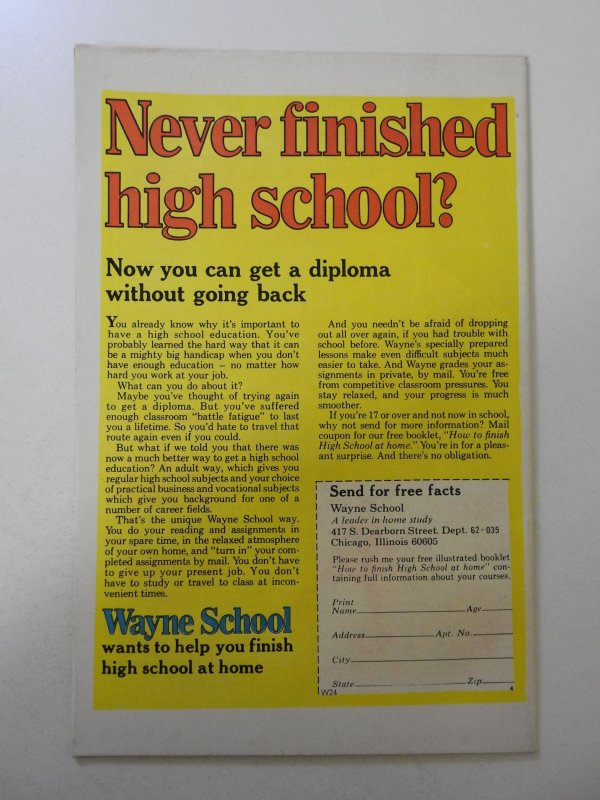 Never finished
high school?
Now you can get a diploma
without going back
You already know why it's important to
have a high school education. You've
probably learned the hard way that it can
be a mighty big handicap when you don't
have enough education – no matter how
hard you work at your job.
What can you do about it?
Maybe you've thought of trying again
to get a diploma. But you've suffered
enough classroom "battle fatigue" to last
you a lifetime. So you'd hate to travel that
route again even if you could.
But what if we told you that there was
now a much better way to get a high school
education? An adult way, which gives you
regular high school subjects and your choice
of practical business and vocational subjects
which give you background for one of a
number of career fields.
That's the unique Wayne School way.
You do your reading and assignments in
your spare time, in the relaxed atmosphere
of your own home, and "turn in" your com-
pleted assignments by mail. You don't have
to give up your present job. You don't
have to study or travel to class at incon-
venient times.
Wayne School
wants to help you finish
high school at home
And you needn't be afraid of dropping
out all over again, if you had trouble with
school before. Wayne's specially prepared
lessons make even difficult subjects much
easier to take. And Wayne grades your as-
signments in private, by mail. You're free
from competitive classroom pressures. You
stay relaxed, and your progress is much
smoother.
If you're 17 or over and not now in school,
why not send for more information? Mail
coupon for our free booklet, "How to finish
High School at home." You're in for a pleas-
ant surprise. And there's no obligation.
Send for free facts
Wayne School
A leader in home study
417 S. Dearborn Street. Dept. 62-035
Chicago, Illinois 60605
Please rush me your free illustrated booklet
"How to finish High School at home" con-
taining full information about your courses.
Print
Name Age
Address Apt. No.
City
State Zip
W24 4